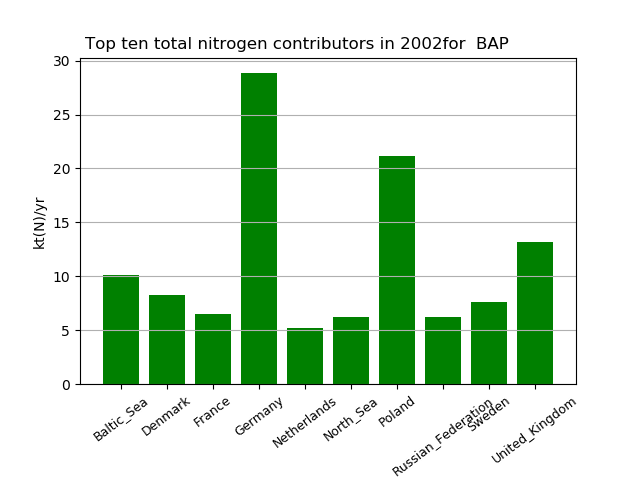 Top ten total nitrogen contributors in 2002for  BAP
kt(N)/yr
30
25
20
15
10
5
0
Baltic_Sea
Denmark
France
Germany
Netherlands
North_Sea
Poland
Russian_Federation
Sweden
United_Kingdom